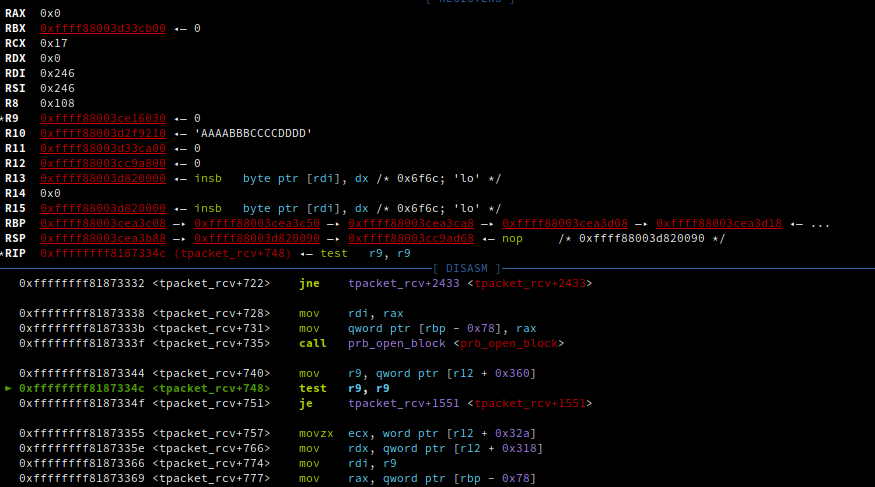 [ REGISTERS ]
RAX 0x0
RBX 0xffff88003d33cb00 ◂— 0
RCX 0x17
RDX 0x0
RDI 0x246
RSI 0x246
R8 0x108
*R9 0xffff88003ce16030 ◂— 0
R10 0xffff88003d2f9210 ◂— 'AAAABBBCCCCDDDD'
R11 0xffff88003d33ca00 ◂— 0
R12 0xffff88003cc9a800 ◂— 0
R13 0xffff88003d820000 ◂— insb byte ptr [rdi], dx /* 0x6f6c; 'lo' */
R14 0x0
R15 0xffff88003d820000 ◂— insb byte ptr [rdi], dx /* 0x6f6c; 'lo' */
RBP 0xffff88003cea3c08 —▸ 0xffff88003cea3c50 —▸ 0xffff88003cea3ca8 —▸ 0xffff88003cea3d08 —▸ 0xffff88003cea3d18 ◂— ...
RSP 0xffff88003cea3b88 —▸ 0xffff88003d820090 —▸ 0xffff88003cc9ad68 ◂— nop /* 0xffff88003d820090 */
*RIP 0xffffffff8187334c (tpacket_rcv+748) ◂— test r9, r9
[ DISASM ]
0xffffffff81873332 <tpacket_rcv+722> jne tpacket_rcv+2433 <tpacket_rcv+2433>
0xffffffff81873338 <tpacket_rcv+728> mov rdi, rax
0xffffffff8187333b <tpacket_rcv+731> mov qword ptr [rbp - 0x78], rax
0xffffffff8187333f <tpacket_rcv+735> call prb_open_block <prb_open_block>
0xffffffff81873344 <tpacket_rcv+740> mov r9, qword ptr [r12 + 0x360]
► 0xffffffff8187334c <tpacket_rcv+748> test r9, r9
0xffffffff8187334f <tpacket_rcv+751> je tpacket_rcv+1551 <tpacket_rcv+1551>
0xffffffff81873355 <tpacket_rcv+757> movzx ecx, word ptr [r12 + 0x32a]
0xffffffff8187335e <tpacket_rcv+766> mov rdx, qword ptr [r12 + 0x318]
0xffffffff81873366 <tpacket_rcv+774> mov rdi, r9
0xffffffff81873369 <tpacket_rcv+777> mov rax, qword ptr [rbp - 0x78]